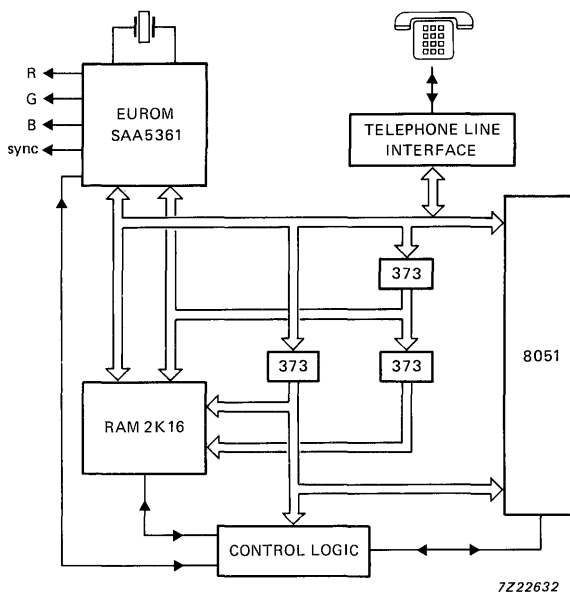 R
G
B
sync
EUROM
SAA5361
TELEPHONE LINE
INTERFACE
373
373
373
8051
RAM 2K16
CONTROL LOGIC
7Z22632